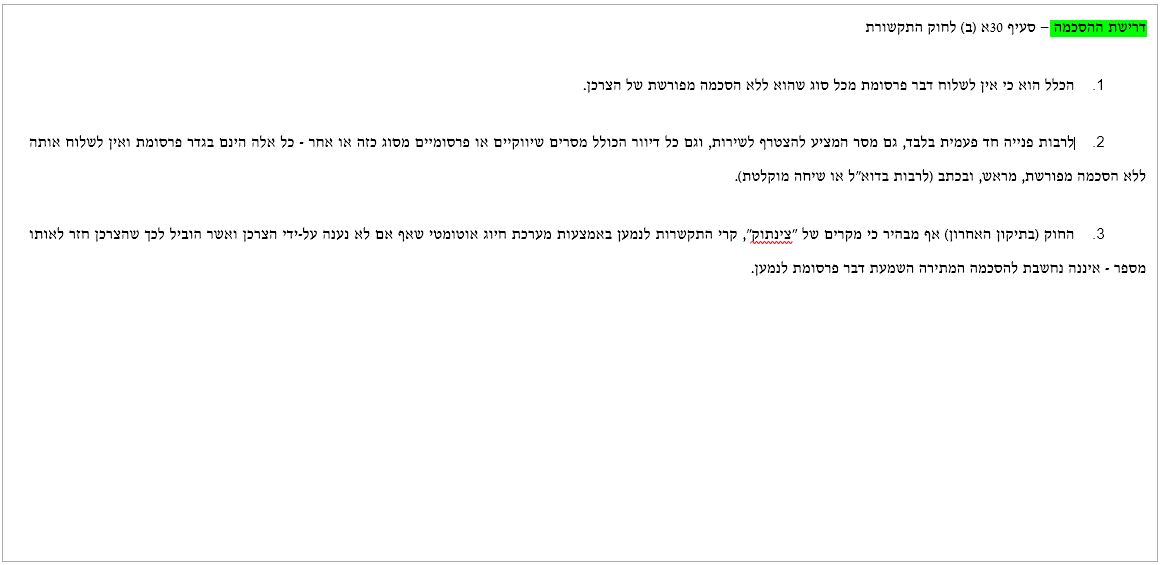 דרישת ההסכמה – סעיף 30א (ב) לחוק התקשורת
1. הכלל הוא כי אין לשלוח דבר פרסומת מכל סוג שהוא ללא הסכמה מפורשת של הצרכן.
2. לרבות פנייה חד פעמית בלבד, גם מסר המציע להצטרף לשירות, וגם כל דיוור הכולל מסרים שיווקיים או פרסומיים מסוג כזה או אחר - כל אלה הינם בגדר פרסומת ואין לשלוח אותה
ללא הסכמה מפורשת, מראש, ובכתב (לרבות בדוא"ל או שיחה מוקלטת).
3. החוק (בתיקון האחרון) אף מבהיר כי מקרים של "צינתוק", קרי התקשרות לנמען באמצעות מערכת חיוג אוטומטי שאף אם לא נענה על-ידי הצרכן ואשר הוביל לכך שהצרכן חזר לאותו
מספר - איננה נחשבת להסכמה המתירה השמעת דבר פרסומת לנמען.